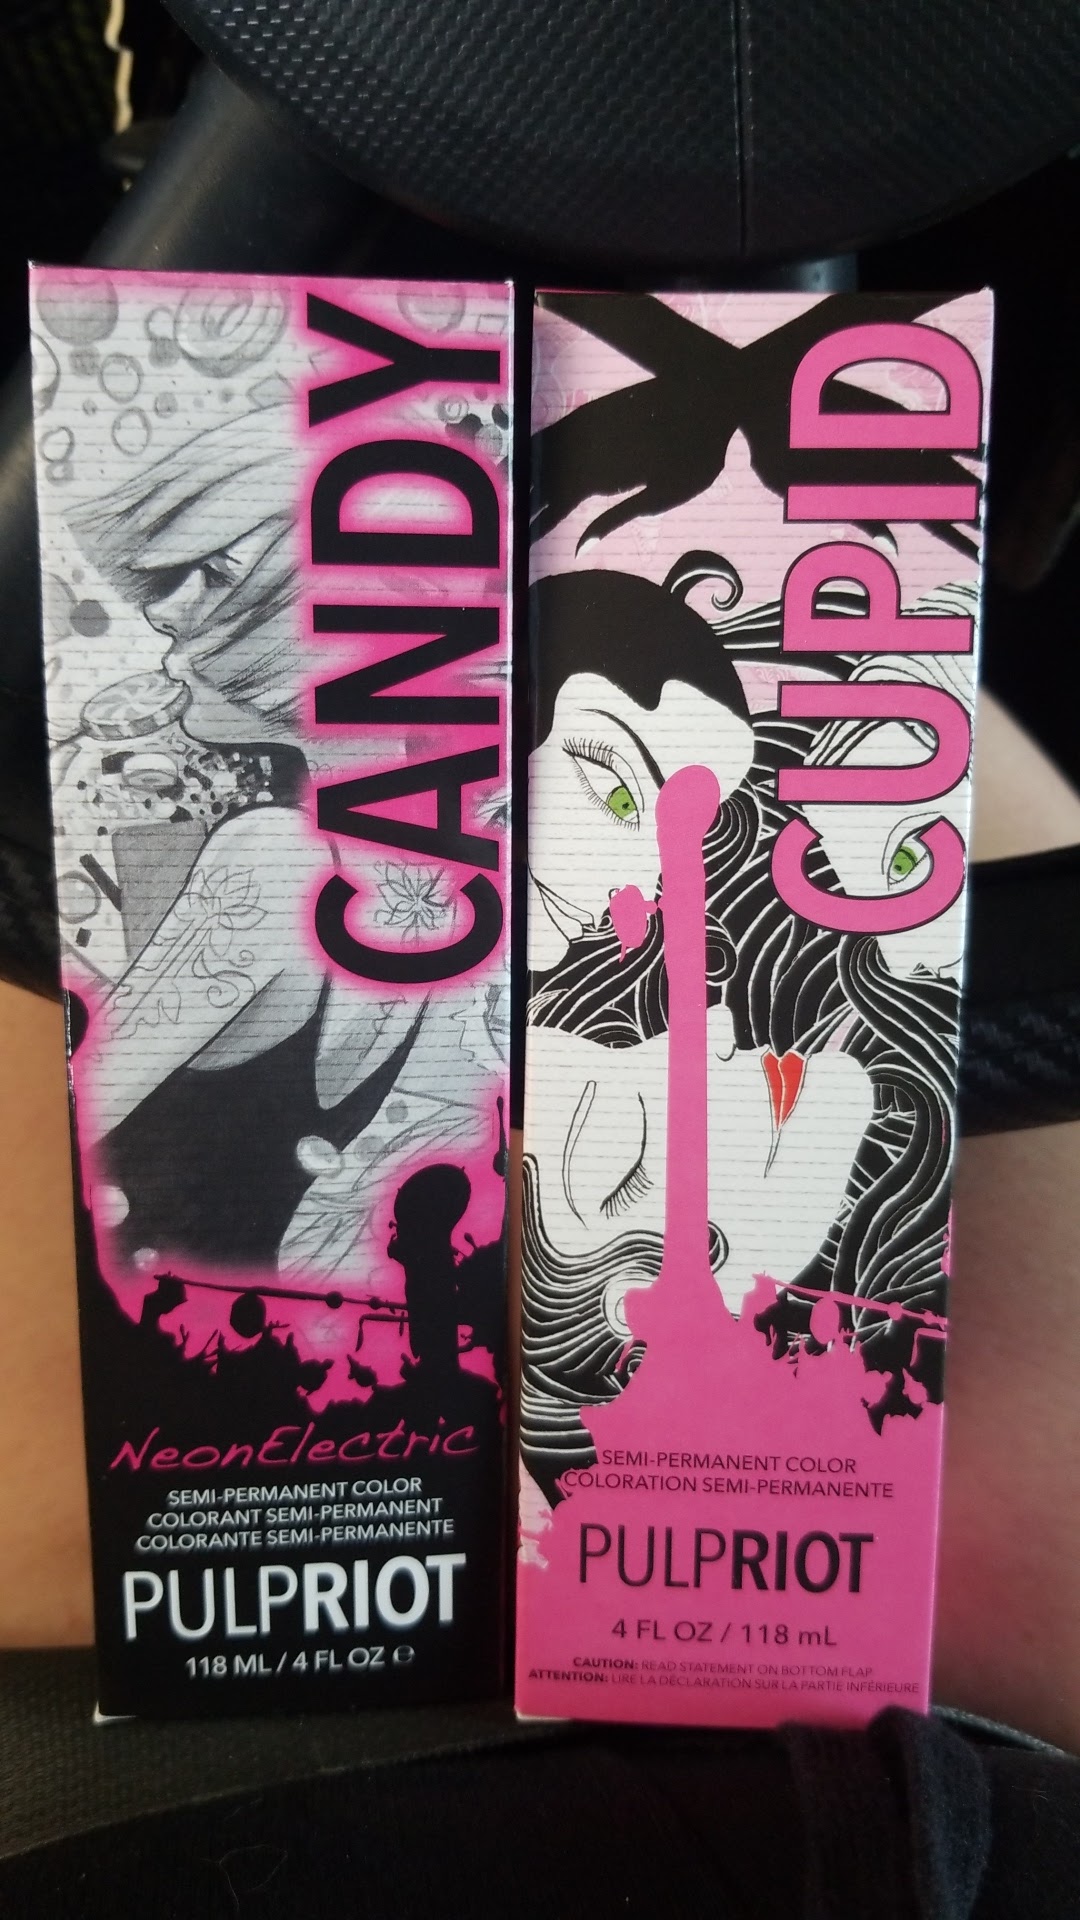 CANDY
NeonElectric
SEMI-PERMANENT COLOR
COLORANT SEMI-PERMANENT
COLORANTE SEMI-PERMANENTE
PULPRIOT
118 ML / 4 FL OZ ℮
CUPID
SEMI-PERMANENT COLOR
COLORATION SEMI-PERMANENTE
PULPRIOT
4 FL OZ / 118 mL
CAUTION: READ STATEMENT ON BOTTOM FLAP
ATTENTION: LIRE LA DÉCLARATION SUR LA PARTIE INFÉRIEURE